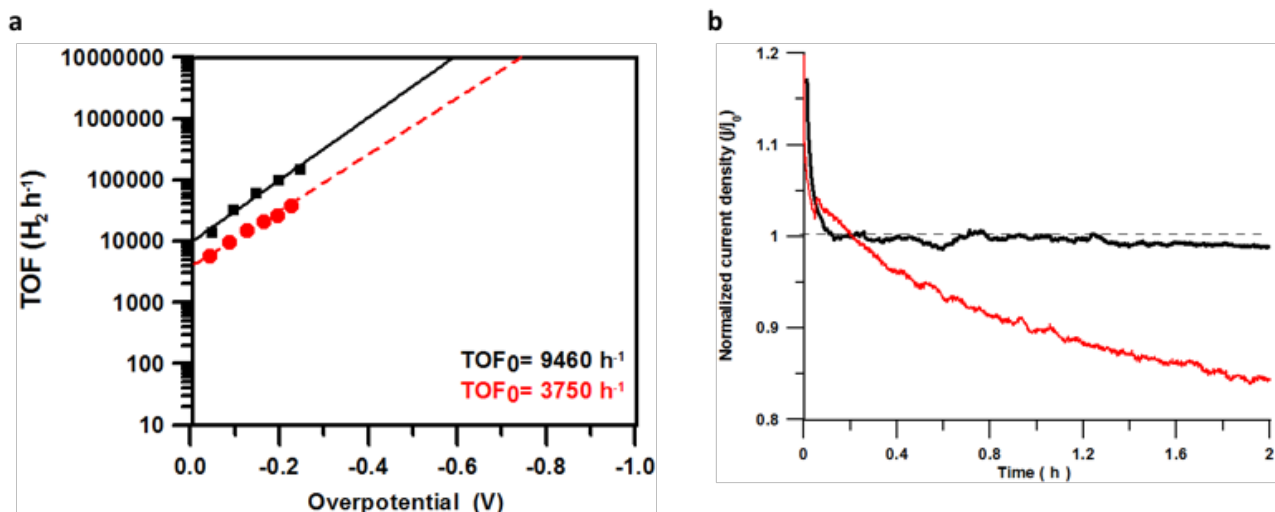 a
10000000
1000000
100000
10000
1000
100
10
TOF (H₂ h⁻¹)
TOF₀= 9460 h⁻¹
TOF₀= 3750 h⁻¹
0.0 -0.2 -0.4 -0.6 -0.8 -1.0
Overpotential (V)
b
1.2
1.1
1
0.9
0.8
Normalized current density (j/j₀)
0 0.4 0.8 1.2 1.6 2
Time ( h )